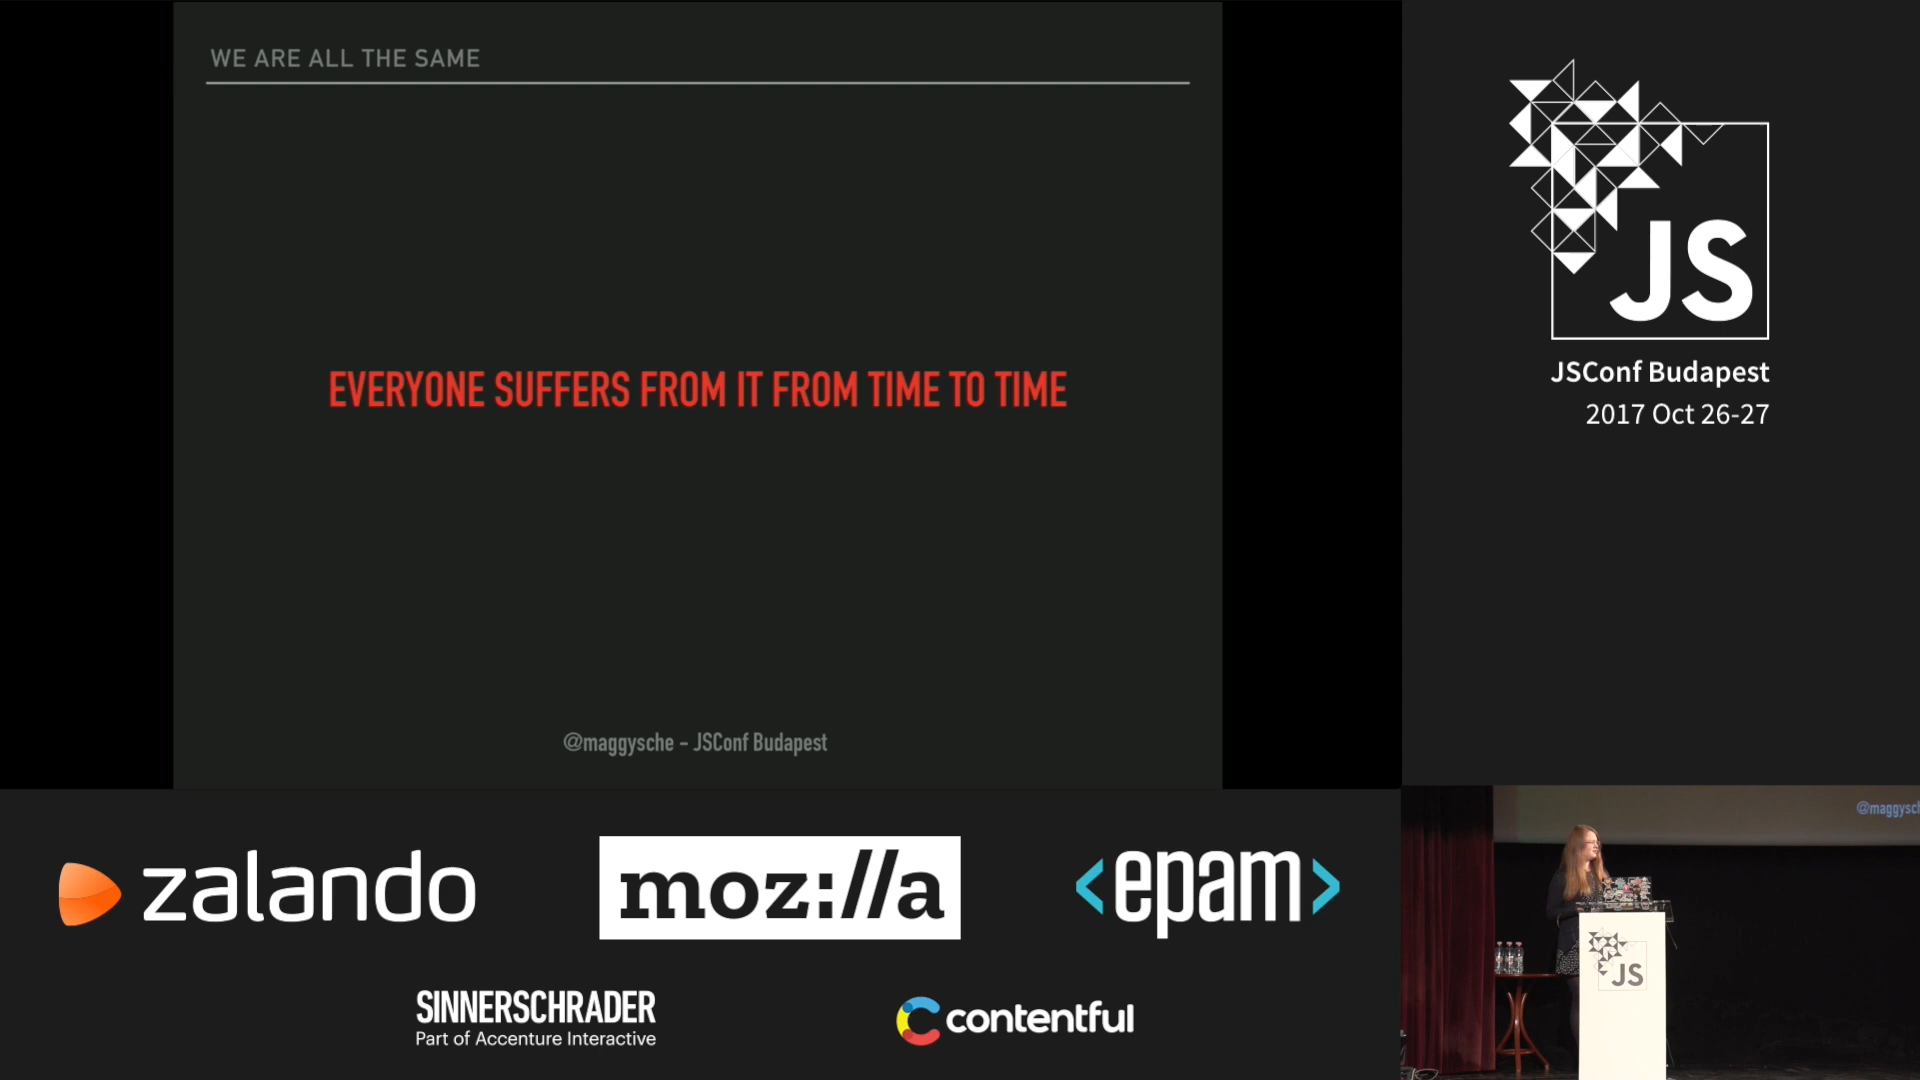 WE ARE ALL THE SAME
EVERYONE SUFFERS FROM IT FROM TIME TO TIME
@maggysche - JSConf Budapest
JS
JSConf Budapest
2017 Oct 26-27
zalando
moz://a
<epam>
SINNERSCHRADER
Part of Accenture Interactive
contentful
@maggysch
JS